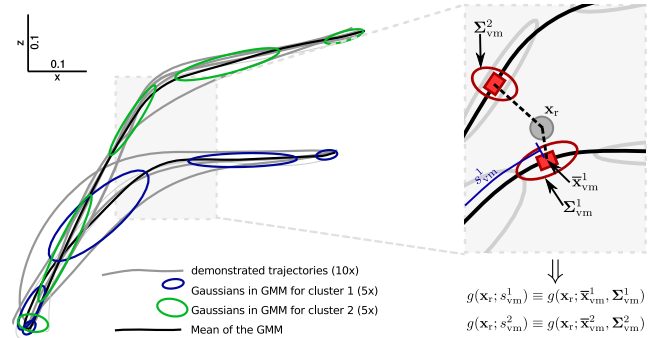 z
0.1
0.1
x
Σ²vm
xr
s¹vm
x̄¹vm
Σ¹vm
demonstrated trajectories (10x)
Gaussians in GMM for cluster 1 (5x)
Gaussians in GMM for cluster 2 (5x)
Mean of the GMM
⇓
g(xr; s¹vm) ≡ g(xr; x̄¹vm, Σ¹vm)
g(xr; s²vm) ≡ g(xr; x̄²vm, Σ²vm)